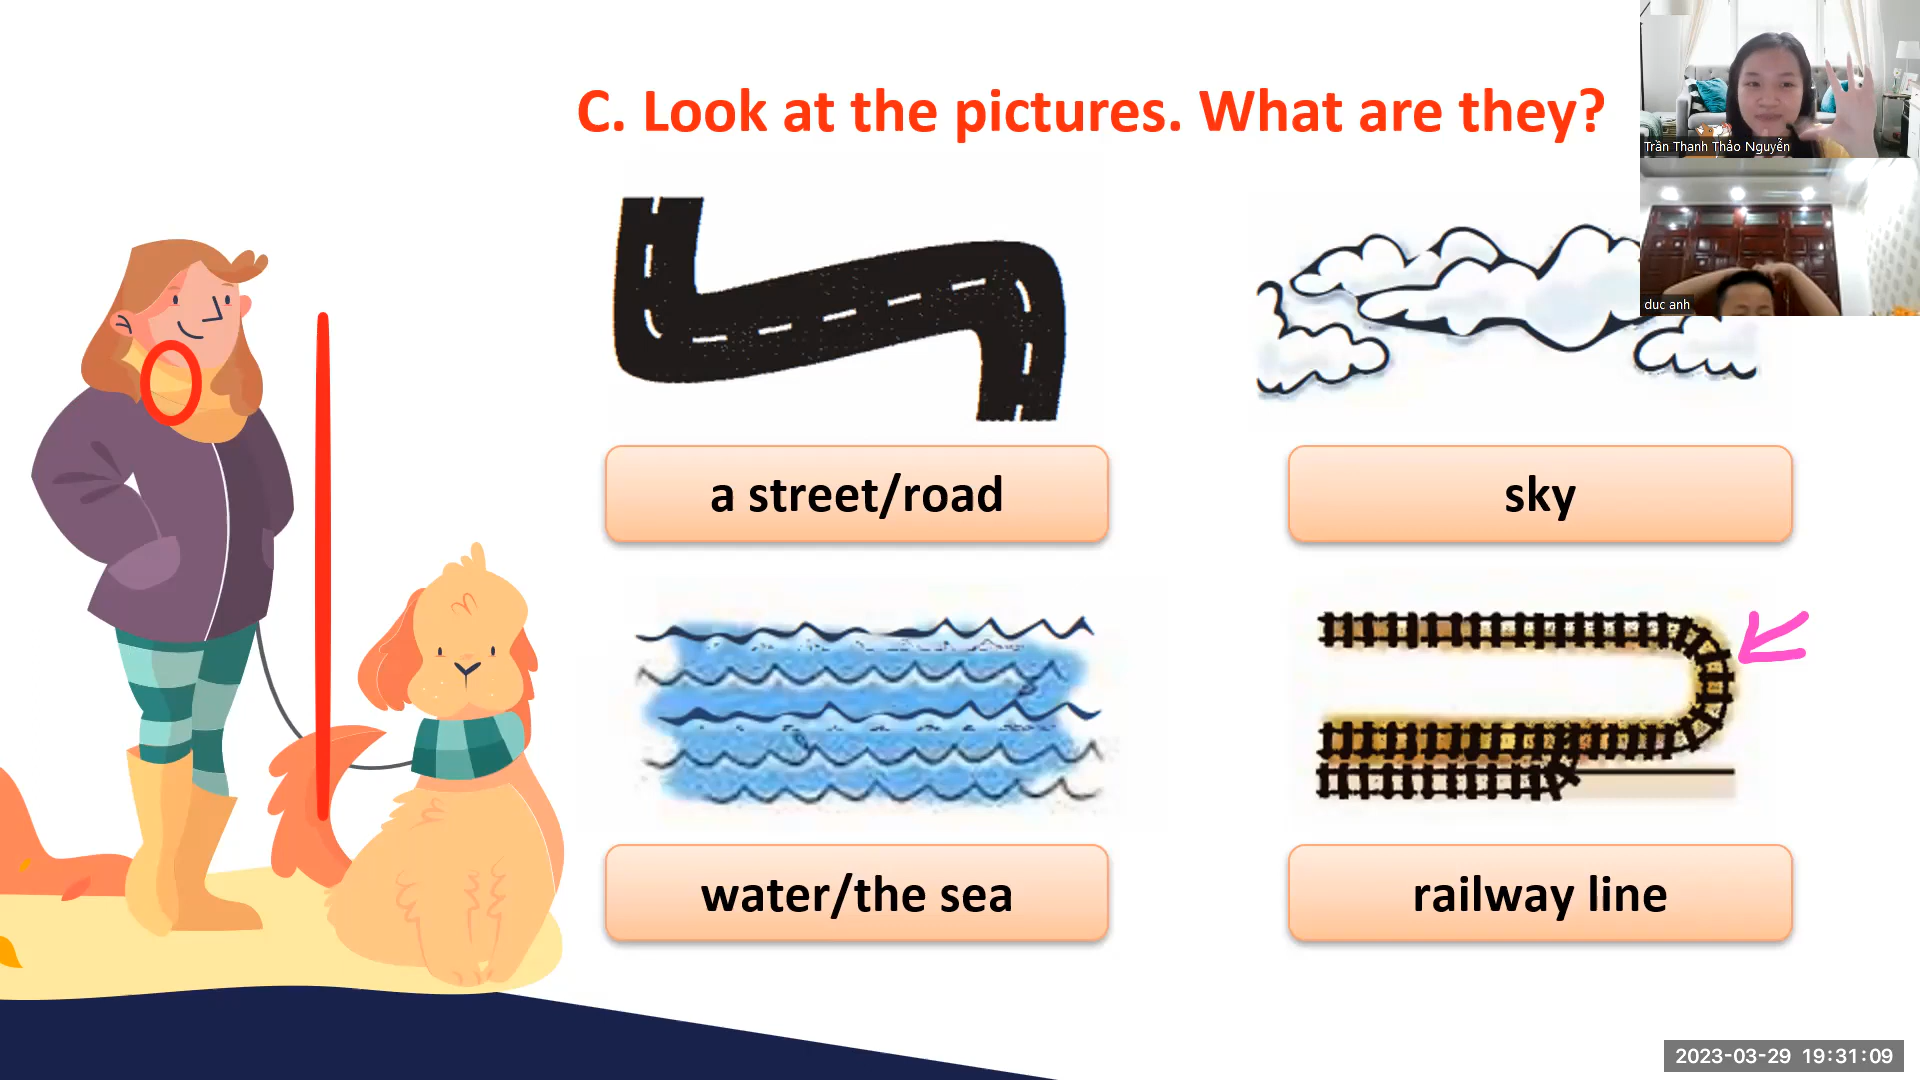 C. Look at the pictures. What are they?
Trần Thanh Thảo Nguyễn
duc anh
a street/road
sky
water/the sea
railway line
2023-03-29 19:31:09